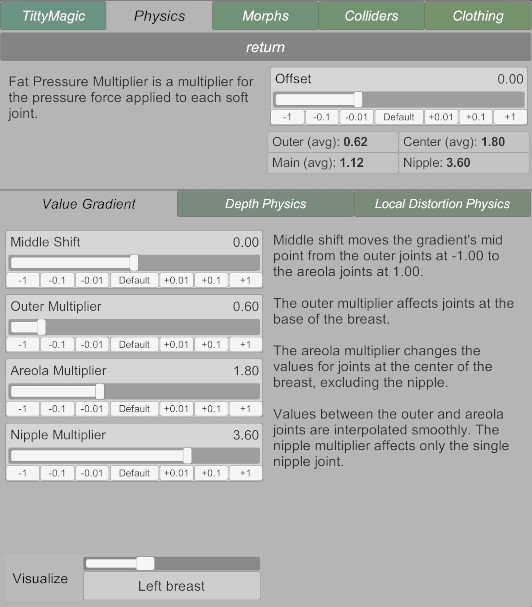 TittyMagic Physics Morphs Colliders Clothing
return
Fat Pressure Multiplier is a multiplier for
the pressure force applied to each soft
joint.
Offset 0.00
-1 -0.1 -0.01 Default +0.01 +0.1 +1
Outer (avg): 0.62 Center (avg): 1.80
Main (avg): 1.12 Nipple: 3.60
Value Gradient Depth Physics Local Distortion Physics
Middle Shift 0.00
-1 -0.1 -0.01 Default +0.01 +0.1 +1
Outer Multiplier 0.60
-1 -0.1 -0.01 Default +0.01 +0.1 +1
Areola Multiplier 1.80
-1 -0.1 -0.01 Default +0.01 +0.1 +1
Nipple Multiplier 3.60
-1 -0.1 -0.01 Default +0.01 +0.1 +1
Middle shift moves the gradient's mid
point from the outer joints at -1.00 to
the areola joints at 1.00.
The outer multiplier affects joints at the
base of the breast.
The areola multiplier changes the
values for joints at the center of the
breast, excluding the nipple.
Values between the outer and areola
joints are interpolated smoothly. The
nipple multiplier affects only the single
nipple joint.
Visualize
Left breast